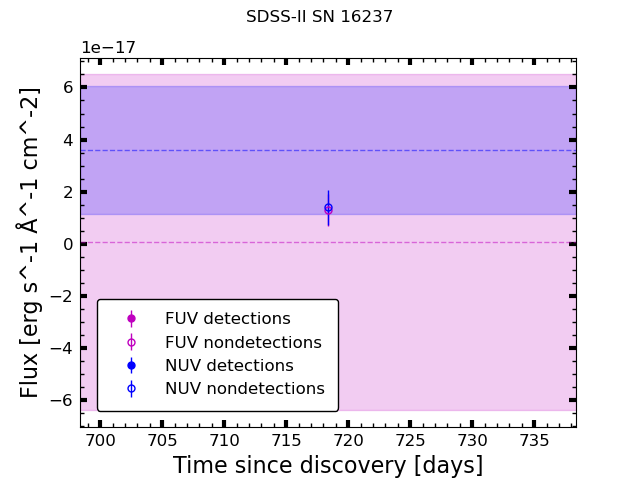 SDSS-II SN 16237
1e−17
6
4
2
0
−2
−4
−6
Flux [erg s^-1 Å^-1 cm^-2]
FUV detections
FUV nondetections
NUV detections
NUV nondetections
700 705 710 715 720 725 730 735
Time since discovery [days]